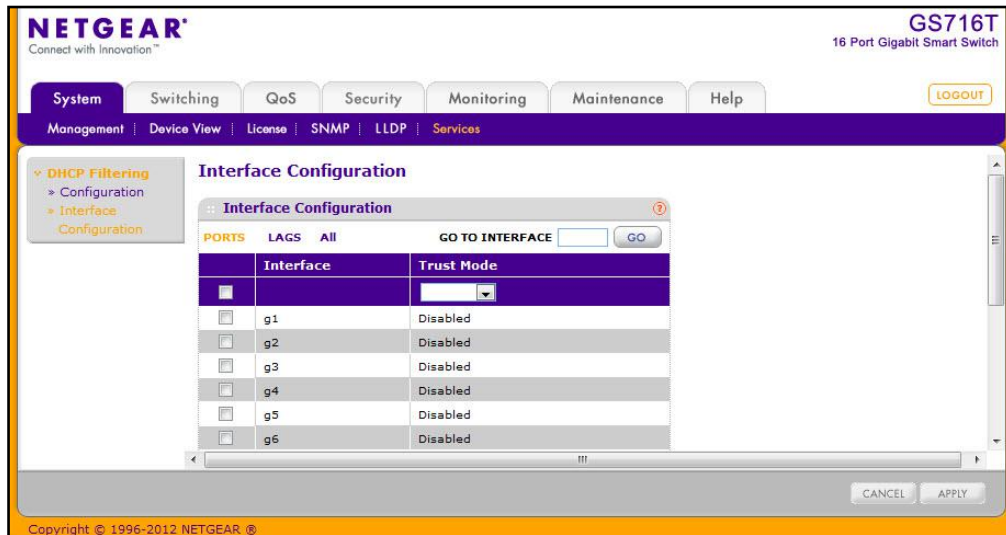 NETGEAR®
Connect with Innovation™
GS716T
16 Port Gigabit Smart Switch
System Switching QoS Security Monitoring Maintenance Help LOGOUT
Management Device View License SNMP LLDP Services
DHCP Filtering
» Configuration
» Interface
Configuration
Interface Configuration
Interface Configuration ?
PORTS LAGS All GO TO INTERFACE GO
Interface Trust Mode
g1 Disabled
g2 Disabled
g3 Disabled
g4 Disabled
g5 Disabled
g6 Disabled
CANCEL APPLY
Copyright © 1996-2012 NETGEAR ®